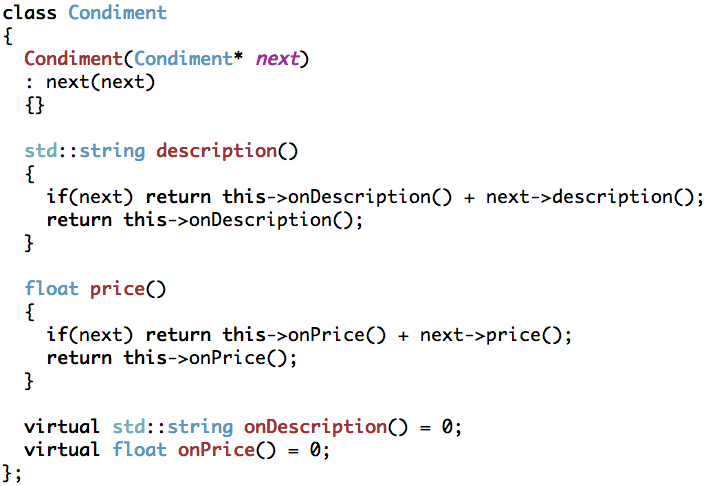 class Condiment
{
  Condiment(Condiment* next)
  : next(next)
  {}

  std::string description()
  {
    if(next) return this->onDescription() + next->description();
    return this->onDescription();
  }

  float price()
  {
    if(next) return this->onPrice() + next->price();
    return this->onPrice();
  }

  virtual std::string onDescription() = 0;
  virtual float onPrice() = 0;
};